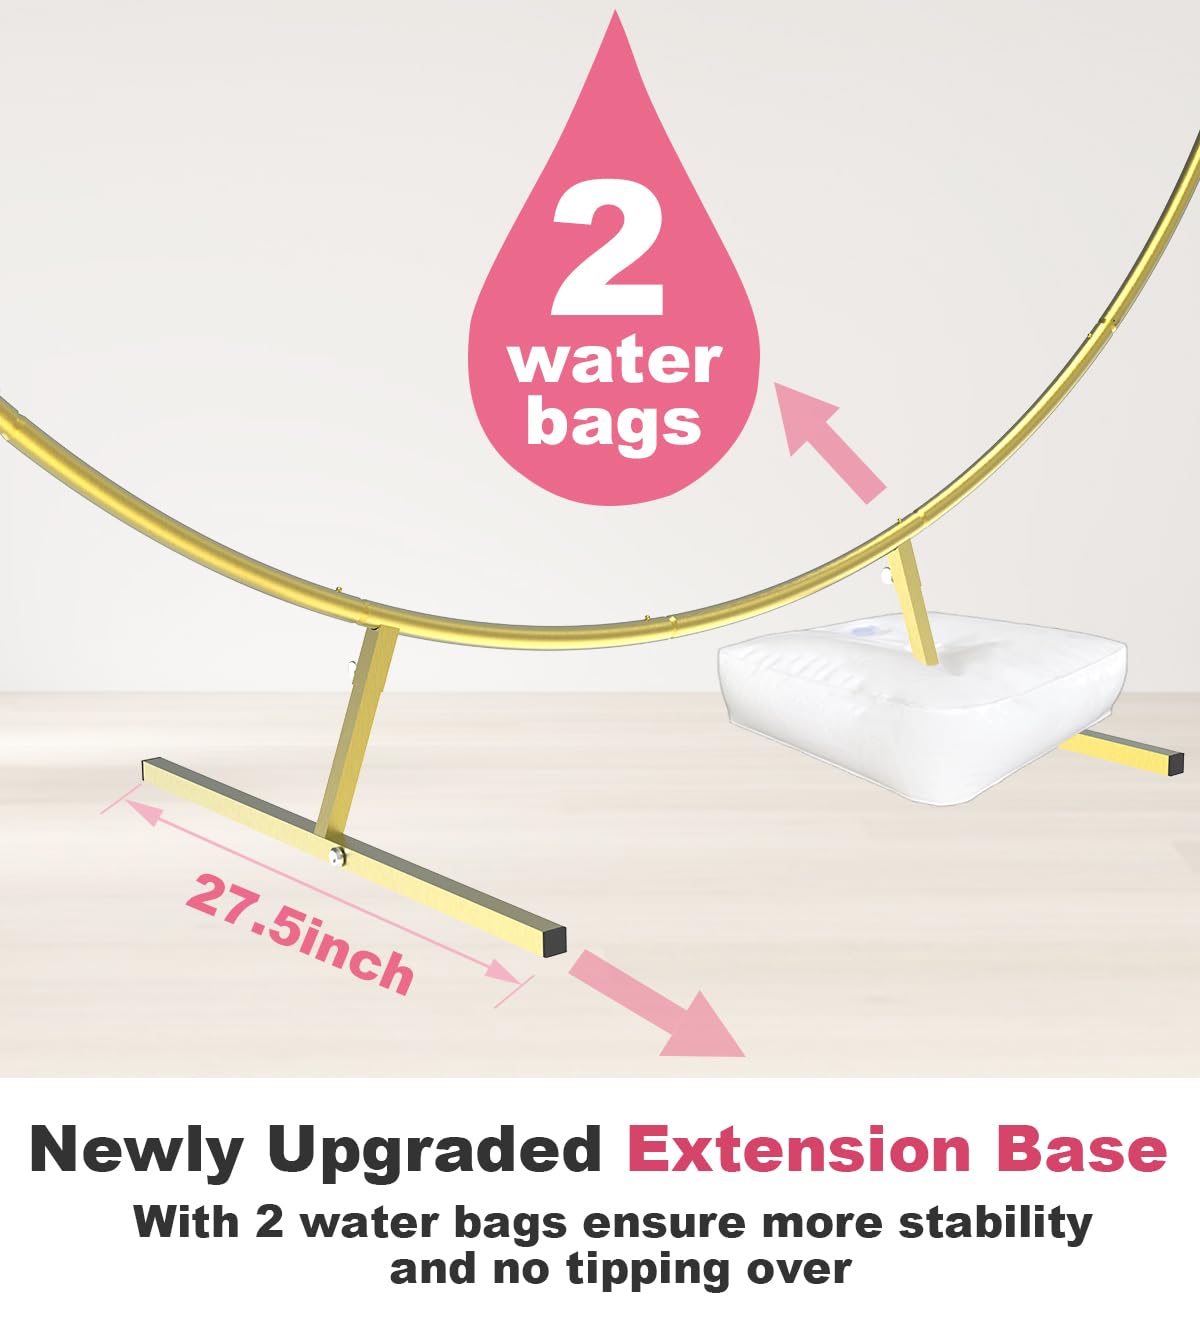 2
water
bags
27.5inch
Newly Upgraded Extension Base
With 2 water bags ensure more stability
and no tipping over